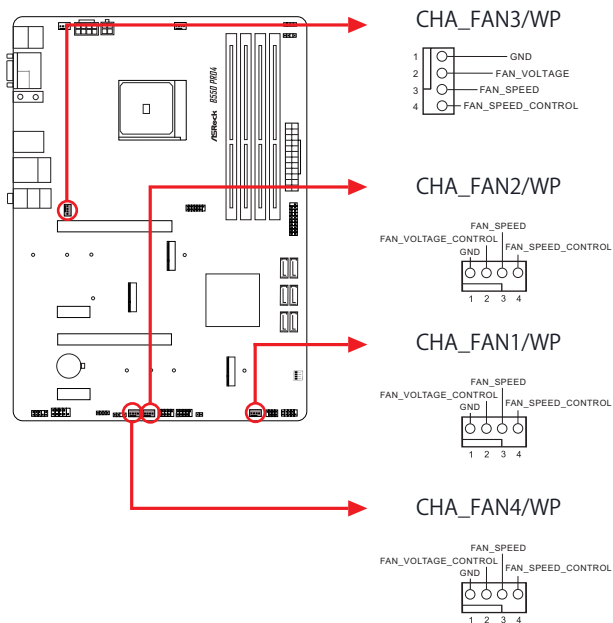 CHA_FAN3/WP
1 GND
2 FAN_VOLTAGE
3 FAN_SPEED
4 FAN_SPEED_CONTROL
ASRock B550 PRO4
CHA_FAN2/WP
FAN_SPEED
FAN_VOLTAGE_CONTROL
GND FAN_SPEED_CONTROL
1 2 3 4
CHA_FAN1/WP
FAN_SPEED
FAN_VOLTAGE_CONTROL
GND FAN_SPEED_CONTROL
1 2 3 4
CHA_FAN4/WP
FAN_SPEED
FAN_VOLTAGE_CONTROL
GND FAN_SPEED_CONTROL
1 2 3 4